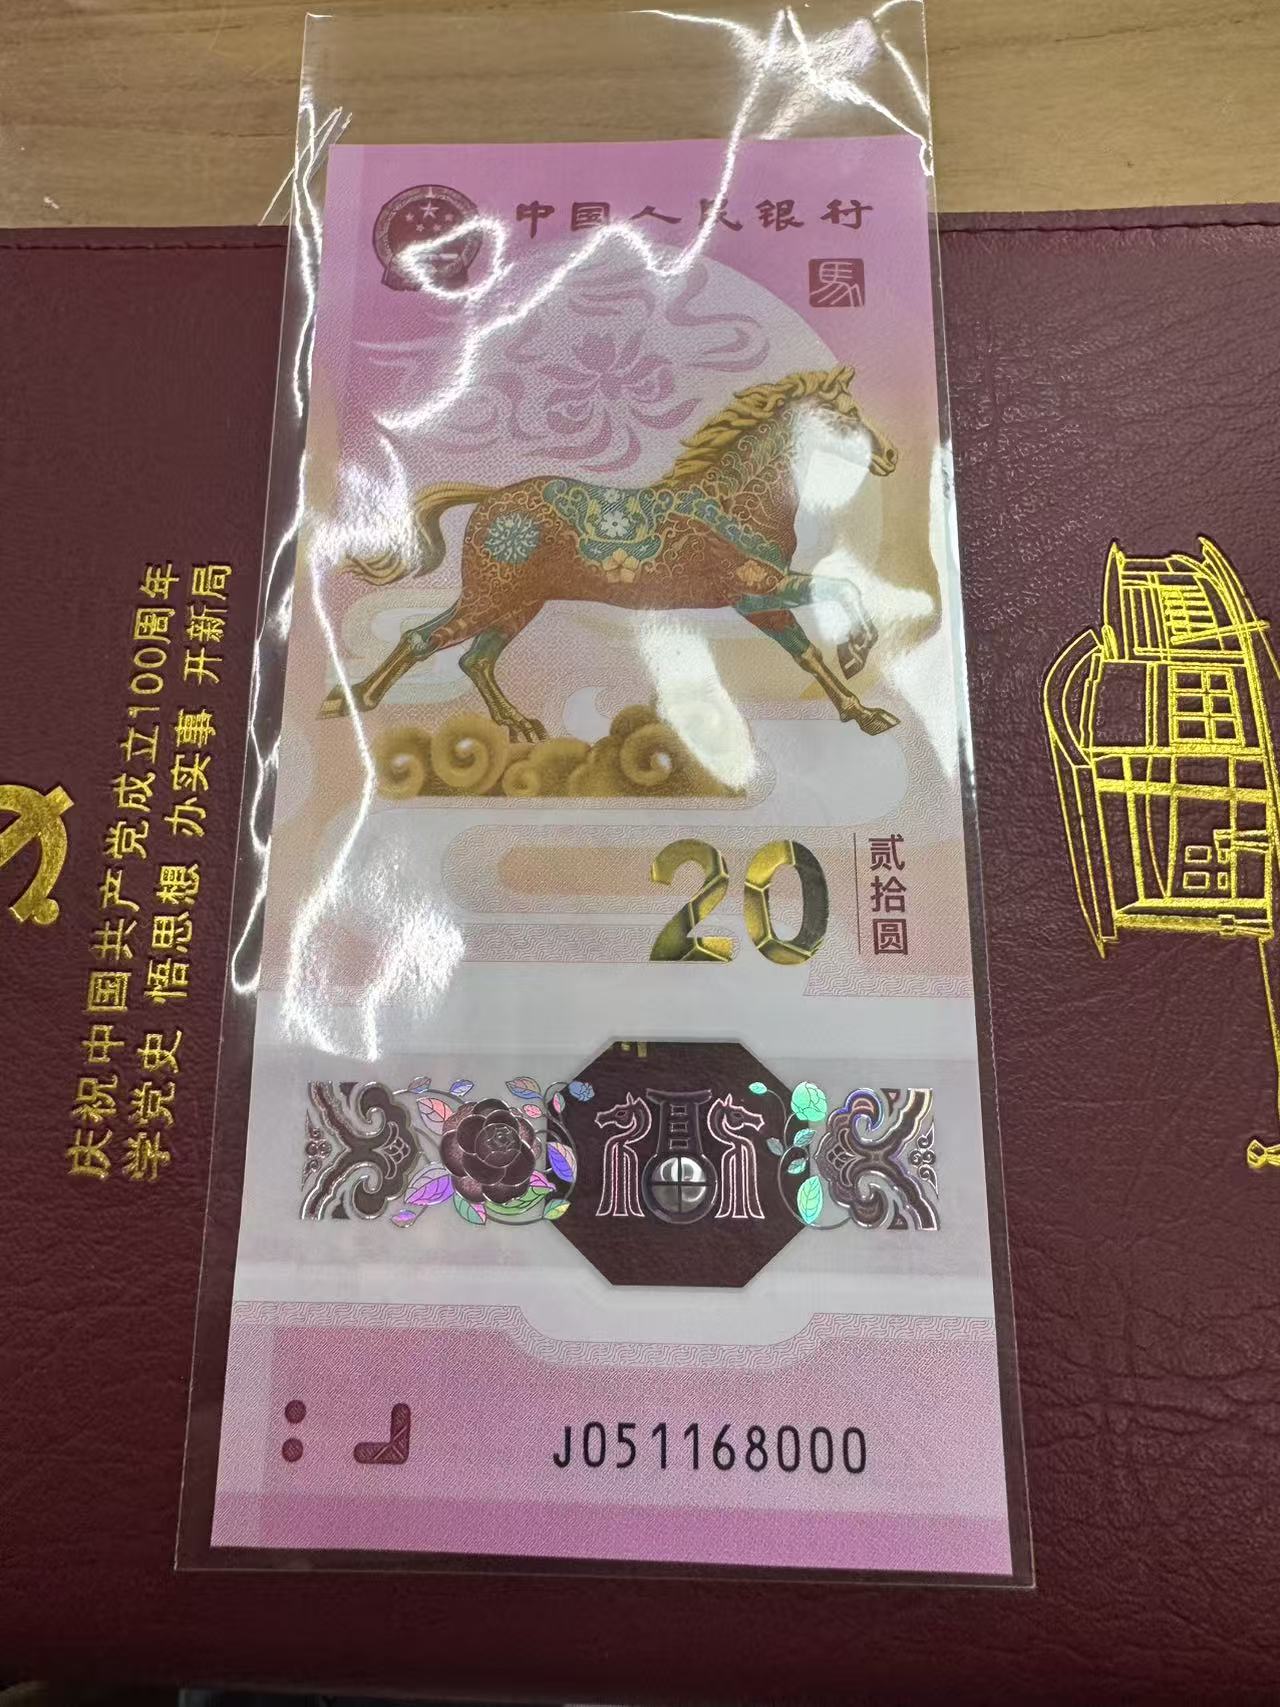 中国人民银行
馬
20
贰拾圆
J051168000
庆祝中国共产党成立100周年
学党史 悟思想 办实事 开新局